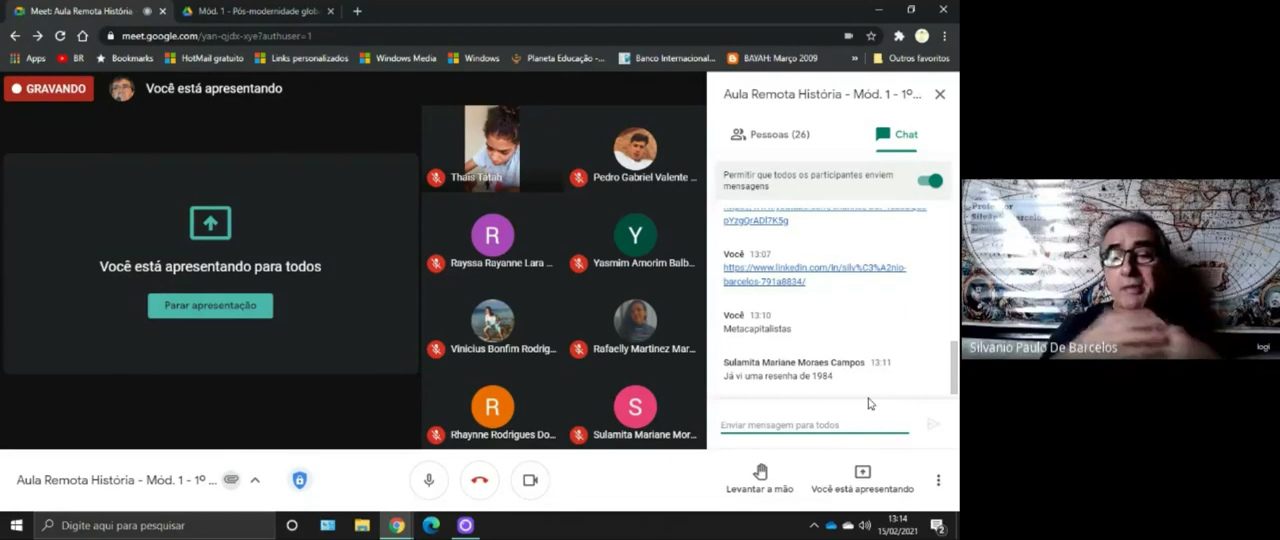 Meet: Aula Remota História
Mód. 1 - Pós-modernidade glob
meet.google.com/yan-qjdx-xye?authuser=1
Apps
BR
Bookmarks
HotMail gratuito
Links personalizados
Windows Media
Windows
Planeta Educação -...
Banco Internacional...
BAYAH: Março 2009
»
Outros favoritos
GRAVANDO
Você está apresentando
Você está apresentando para todos
Parar apresentação
Thaís Tatah
Pedro Gabriel Valente ...
Rayssa Rayanne Lara ...
Yasmim Amorim Balb...
Vinicius Bonfim Rodrig...
Rafaelly Martinez Mar...
Rhaynne Rodrigues Do...
Sulamita Mariane Mor...
R
Y
R
S
Aula Remota História - Mód. 1 - 1º ...
Pessoas (26)
Chat
Permitir que todos os participantes enviem
mensagens
Você 13:07
https://www.linkedin.com/in/silv%C3%A2nio-
barcelos-791a8834/
Você 13:10
Metacapitalistas
Sulamita Mariane Moraes Campos 13:11
Já vi uma resenha de 1984
Enviar mensagem para todos
Aula Remota História - Mód. 1 - 1º ...
Levantar a mão
Você está apresentando
Digite aqui para pesquisar
13:14
15/02/2021
2
Silvanio Paulo De Barcelos
logi